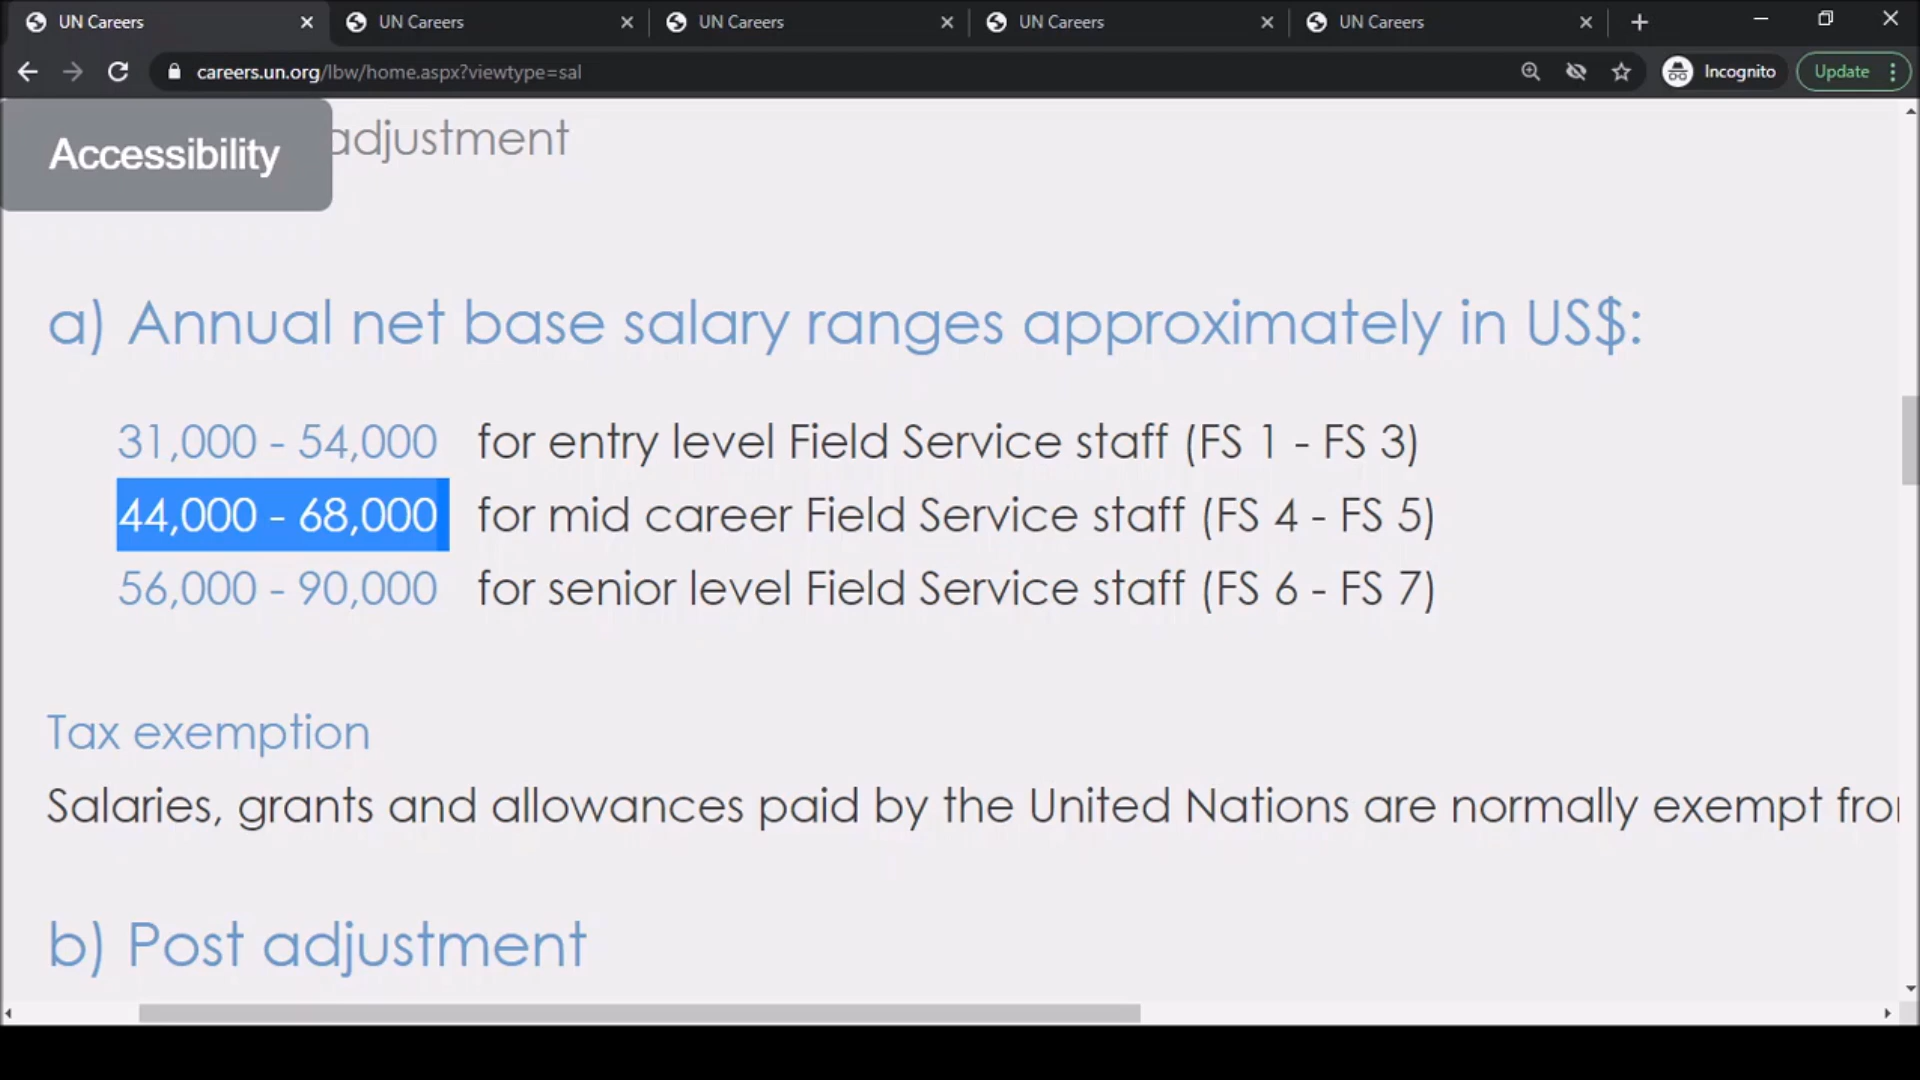 UN Careers UN Careers UN Careers UN Careers UN Careers
careers.un.org/lbw/home.aspx?viewtype=sal Incognito Update
Accessibility adjustment
a) Annual net base salary ranges approximately in US$:
31,000 - 54,000 for entry level Field Service staff (FS 1 - FS 3)
44,000 - 68,000 for mid career Field Service staff (FS 4 - FS 5)
56,000 - 90,000 for senior level Field Service staff (FS 6 - FS 7)
Tax exemption
Salaries, grants and allowances paid by the United Nations are normally exempt from
b) Post adjustment